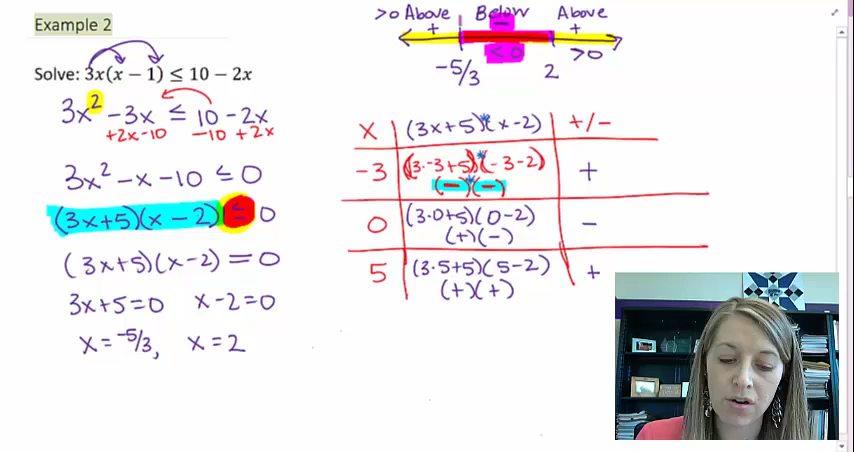 Example 2
Solve: 3x(x − 1) ≤ 10 − 2x
3x² -3x ≤ 10 -2x
+2x-10 -10 +2x
3x² -x -10 ≤ 0
(3x+5)(x-2) ≤ 0
(3x+5)(x-2) = 0
3x+5=0 x-2=0
x = -5/3, x = 2
>0 Above Below Above
+ − +
< 0 >0
-5/3 2
x (3x+5)*(x-2) +/-
-3 (3·-3+5)*(-3-2) +
(-)*(-)
0 (3·0+5)(0-2) -
(+)(-)
5 (3·5+5)(5-2) +
(+)(+)